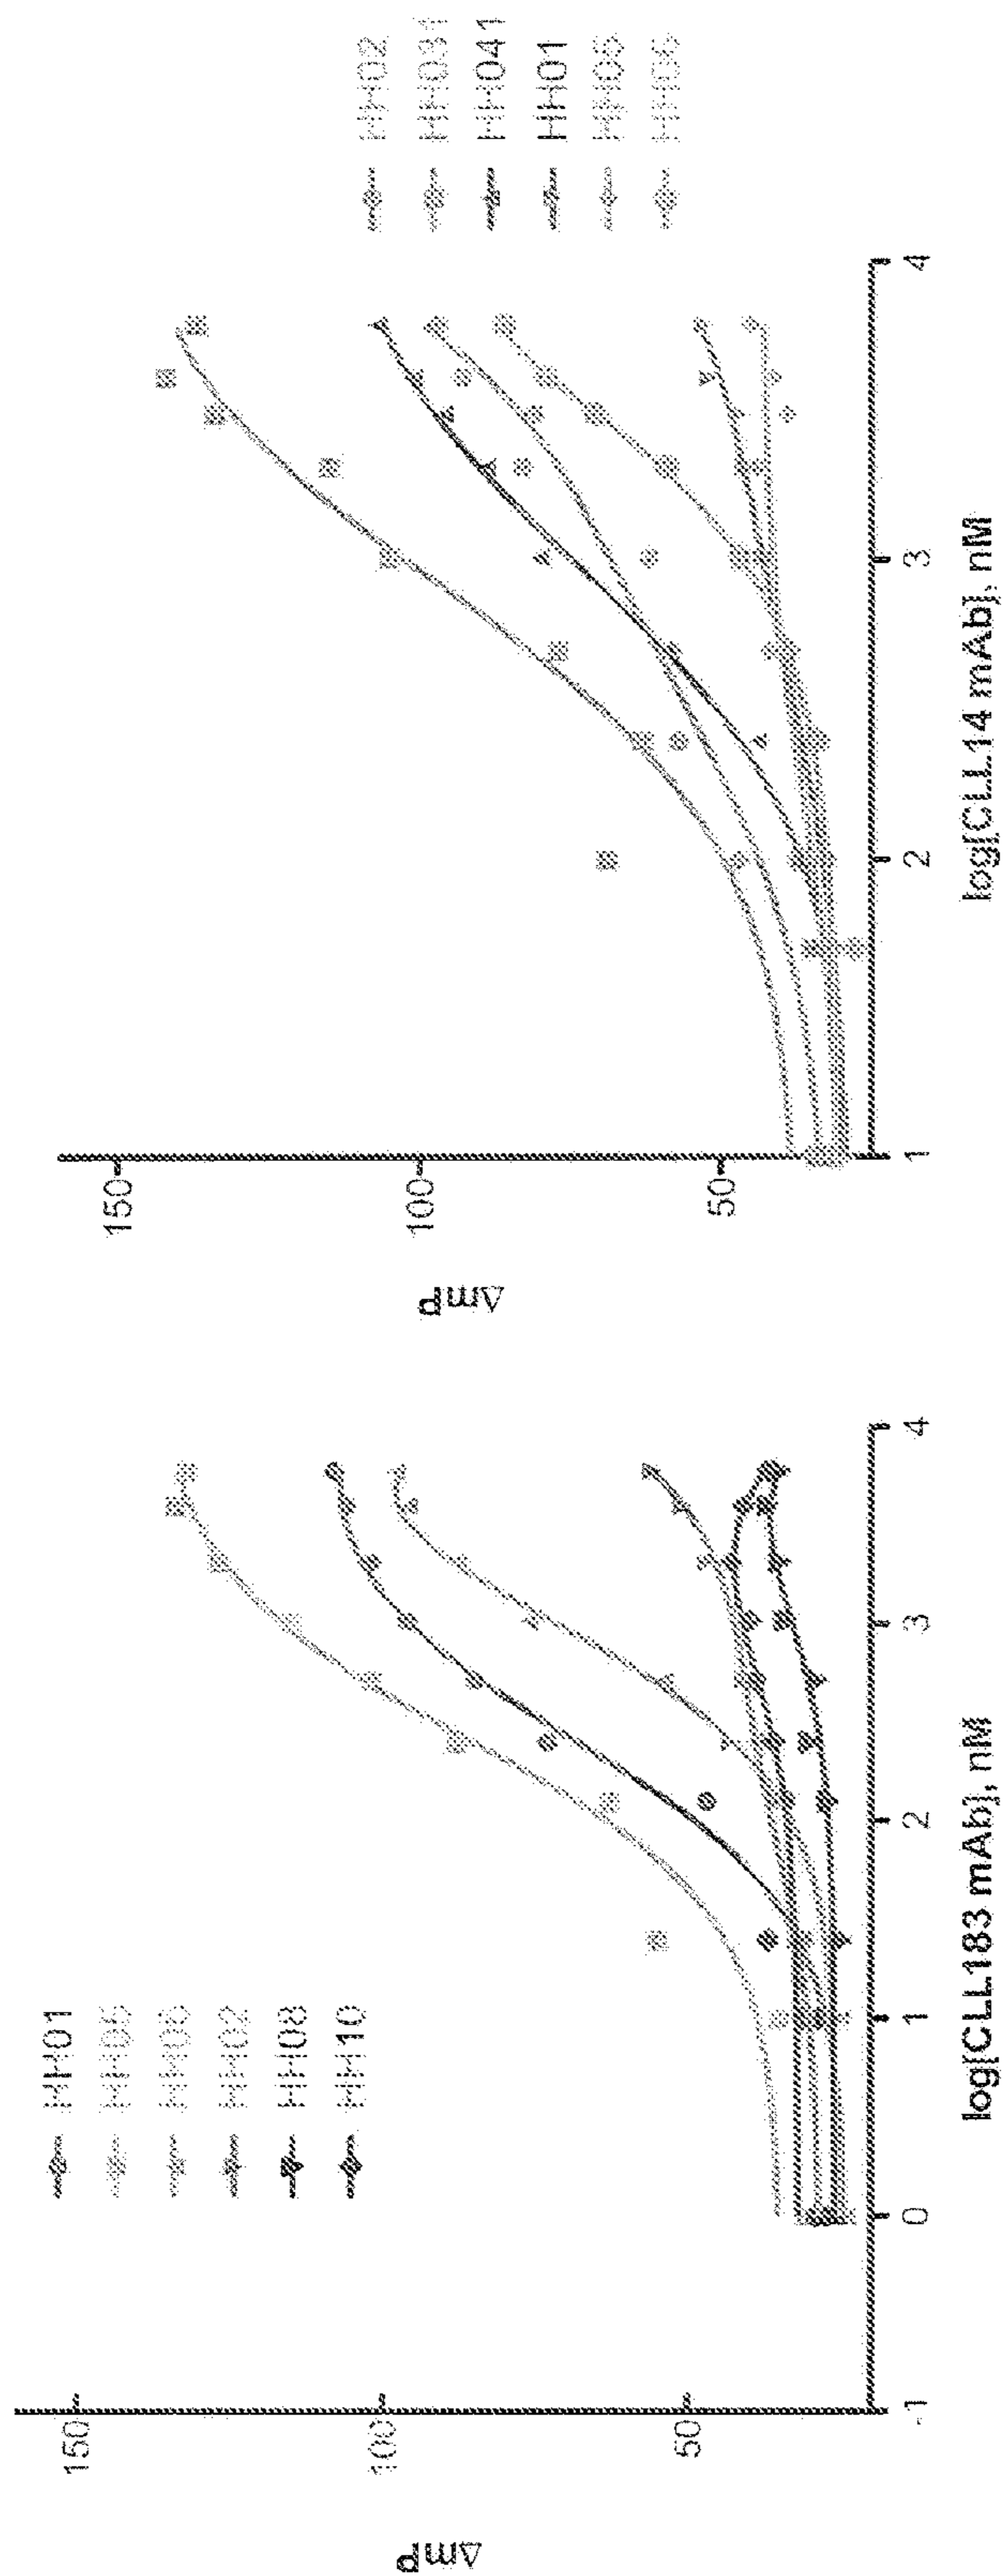 HH01
HH05
HH06
HH02
HH08
HH10
ΔmP
150
100
50
-1
0
1
2
3
4
log[CLL183 mAb], nM
HH02
HH031
HH041
HH01
HH05
HH06
ΔmP
150
100
50
1
2
3
4
log[CLL14 mAb], nM